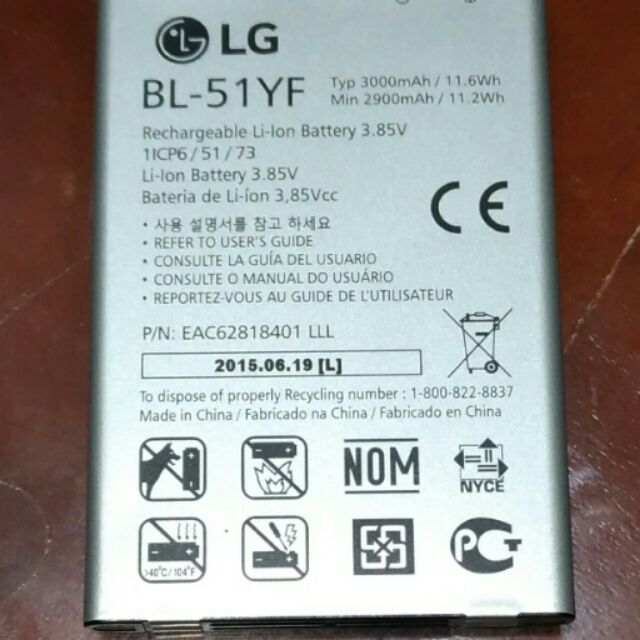 LG
BL-51YF
Typ 3000mAh / 11.6Wh
Min 2900mAh / 11.2Wh
Rechargeable Li-Ion Battery 3.85V
1ICP6 / 51 / 73
Li-Ion Battery 3.85V
Bateria de Li-íon 3,85Vcc
CE
• 사용 설명서를 참고 하세요
• REFER TO USER'S GUIDE
• CONSULTE LA GUÍA DEL USUARIO
• CONSULTE O MANUAL DO USUÁRIO
• REPORTEZ-VOUS AU GUIDE DE L'UTILISATEUR
P/N: EAC62818401 LLL
2015.06.19 [L]
To dispose of properly Recycling number : 1-800-822-8837
Made in China / Fabricado na China / Fabricado en China
NOM
NYCE
>40°C/104°F
PCT